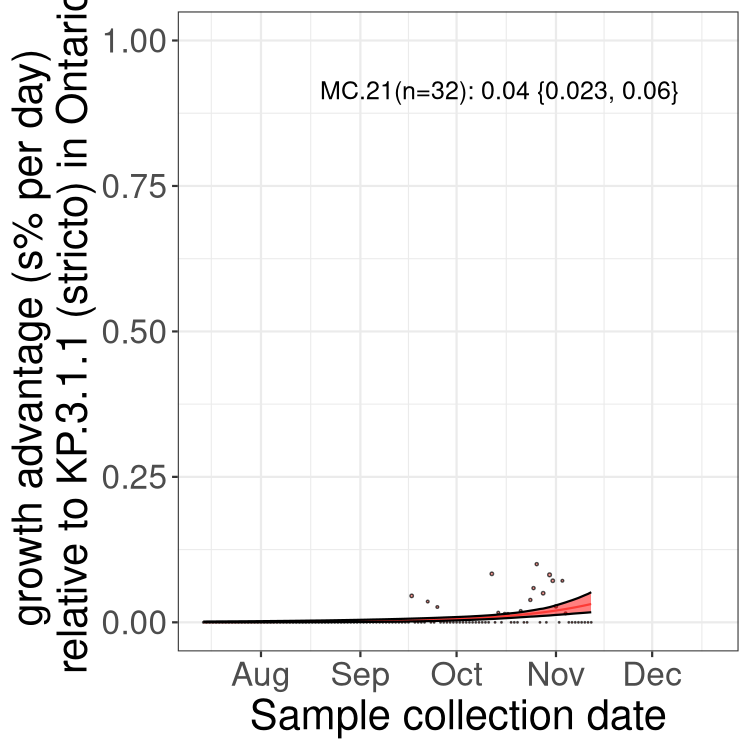 growth advantage (s% per day)
relative to KP.3.1.1 (stricto) in Ontario
1.00
0.75
0.50
0.25
0.00
MC.21(n=32): 0.04 {0.023, 0.06}
Aug Sep Oct Nov Dec
Sample collection date